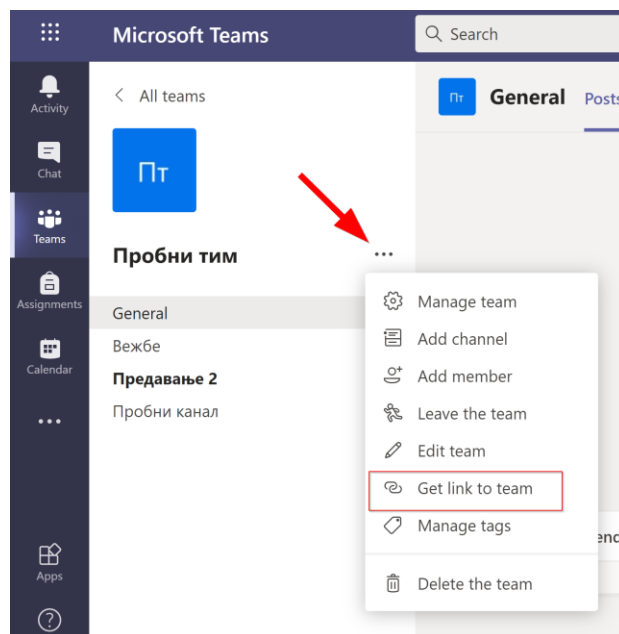 Microsoft Teams
Search
Activity
Chat
Teams
Assignments
Calendar
Apps
All teams
Пт
Пробни тим
General
Вежбе
Предавање 2
Пробни канал
Пт
General
Posts
Manage team
Add channel
Add member
Leave the team
Edit team
Get link to team
Manage tags
Delete the team